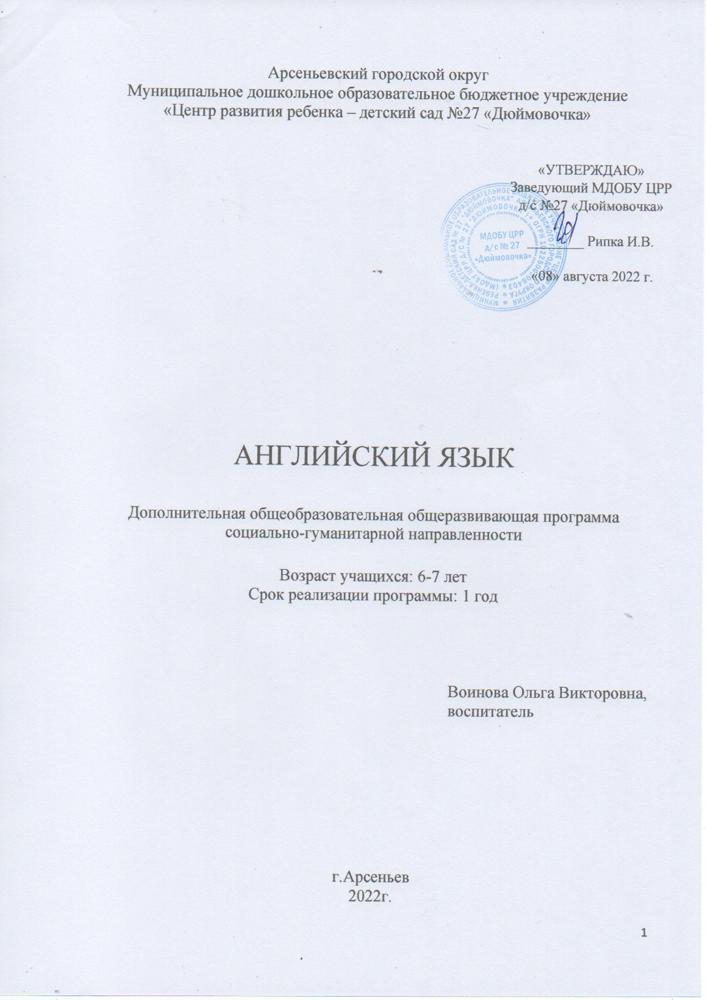 Арсеньевский городской округ
Муниципальное дошкольное образовательное бюджетное учреждение
«Центр развития ребенка – детский сад №27 «Дюймовочка»
«УТВЕРЖДАЮ»
Заведующий МДОБУ ЦРР
д/с №27 «Дюймовочка»
________ Рипка И.В.
«08» августа 2022 г.
МДОБУ ЦРР
д/с № 27
«Дюймовочка»
АНГЛИЙСКИЙ ЯЗЫК
Дополнительная общеобразовательная общеразвивающая программа
социально-гуманитарной направленности
Возраст учащихся: 6-7 лет
Срок реализации программы: 1 год
Воинова Ольга Викторовна,
воспитатель
г.Арсеньев
2022г.
1